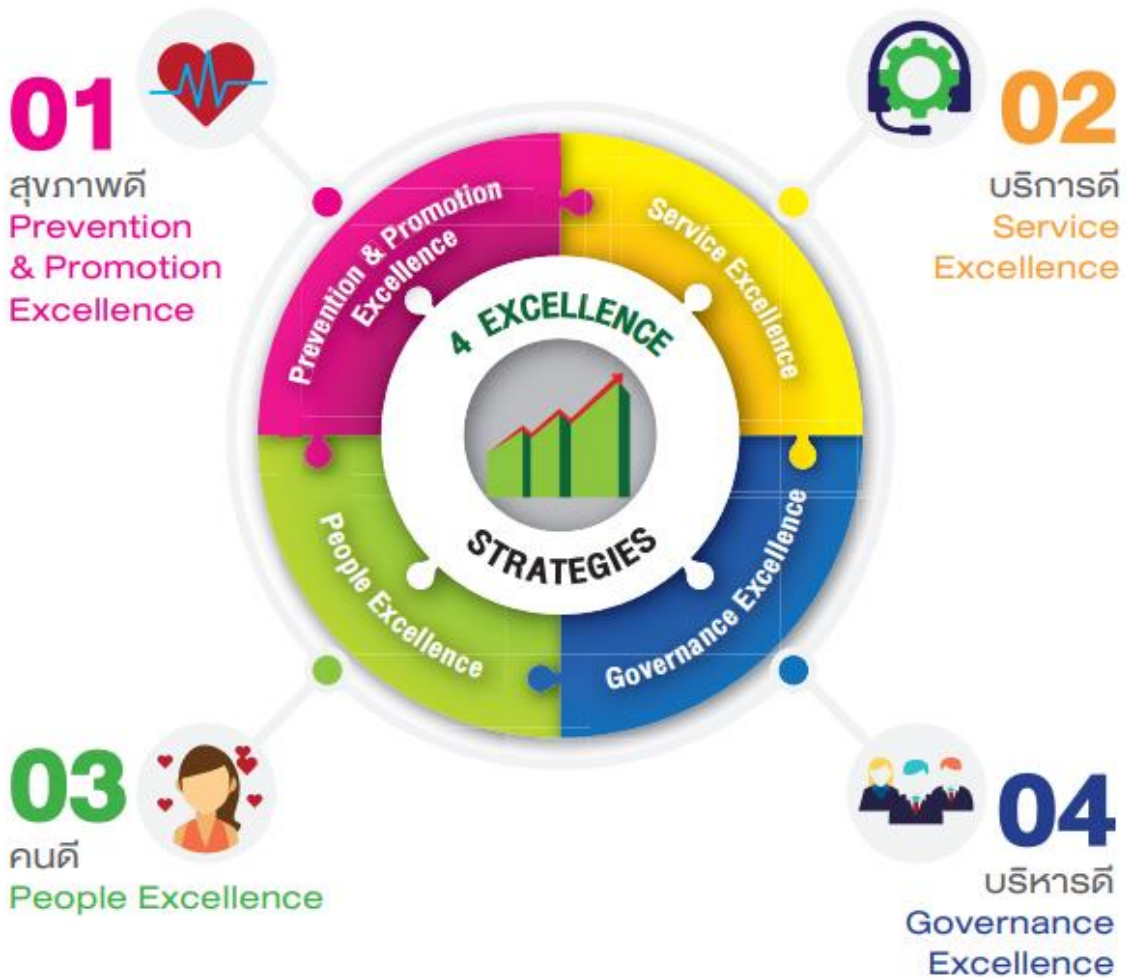 01
สุขภาพดี
Prevention
& Promotion
Excellence
02
บริการดี
Service
Excellence
Prevention & Promotion
Excellence
Service Excellence
4 EXCELLENCE
STRATEGIES
People Excellence
Governance Excellence
03
คนดี
People Excellence
04
บริหารดี
Governance
Excellence